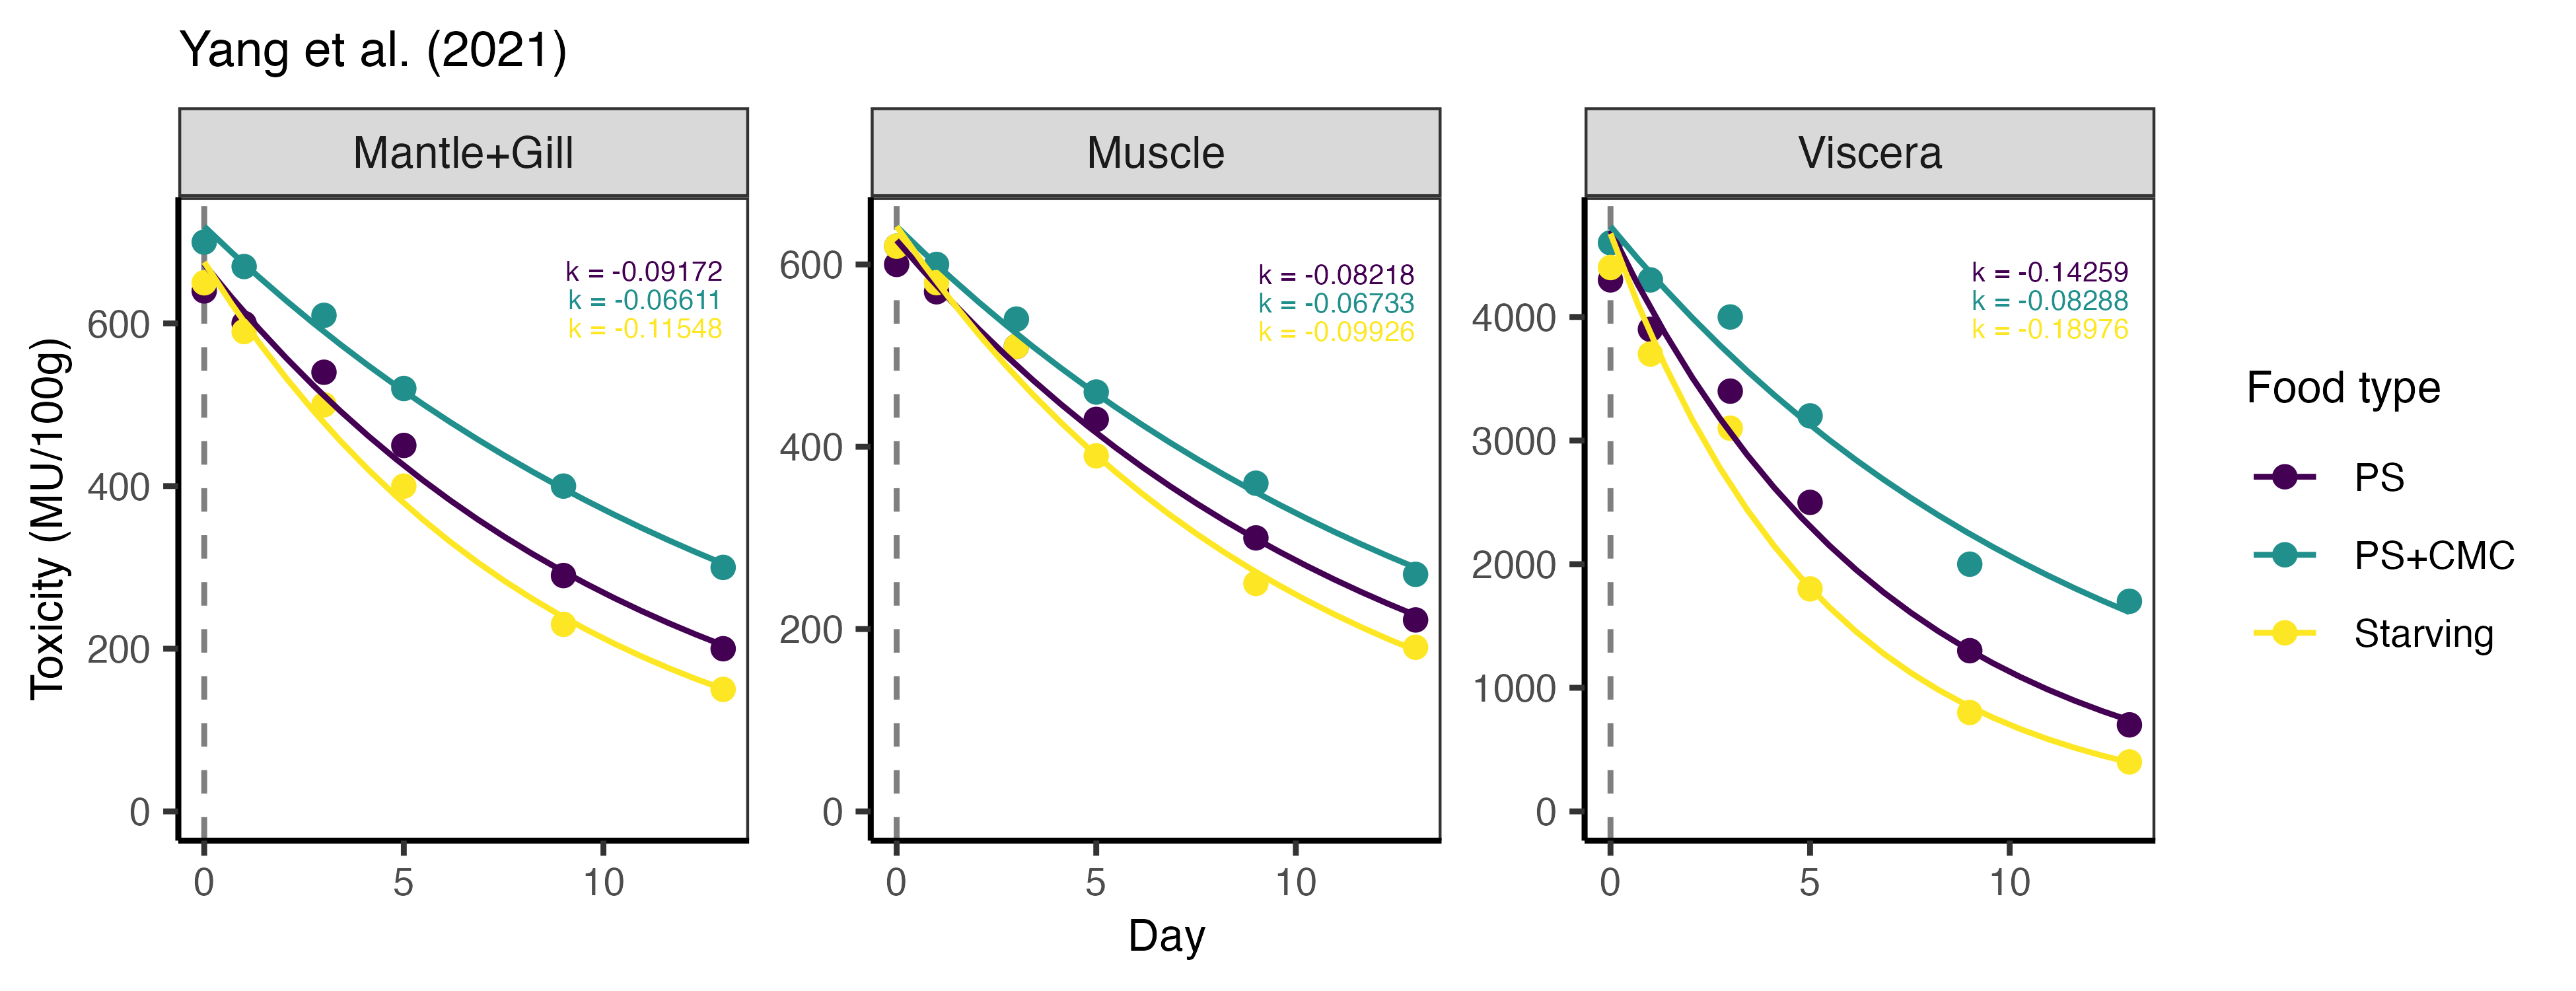 Yang et al. (2021)
Mantle+Gill
Muscle
Viscera
Toxicity (MU/100g)
600
400
200
0
k = -0.09172
k = -0.06611
k = -0.11548
0
5
10
600
400
200
0
k = -0.08218
k = -0.06733
k = -0.09926
0
5
10
4000
3000
2000
1000
0
k = -0.14259
k = -0.08288
k = -0.18976
0
5
10
Day
Food type
PS
PS+CMC
Starving